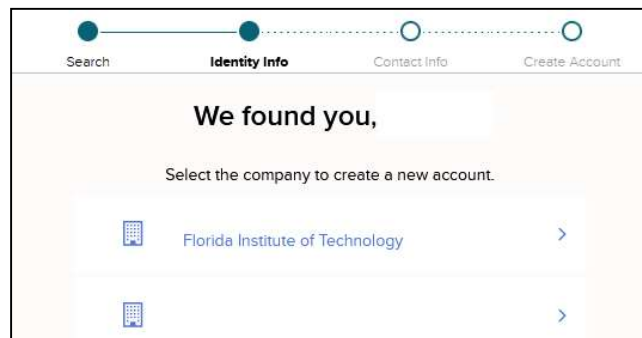 Search Identity Info Contact Info Create Account
We found you,
Select the company to create a new account.
Florida Institute of Technology